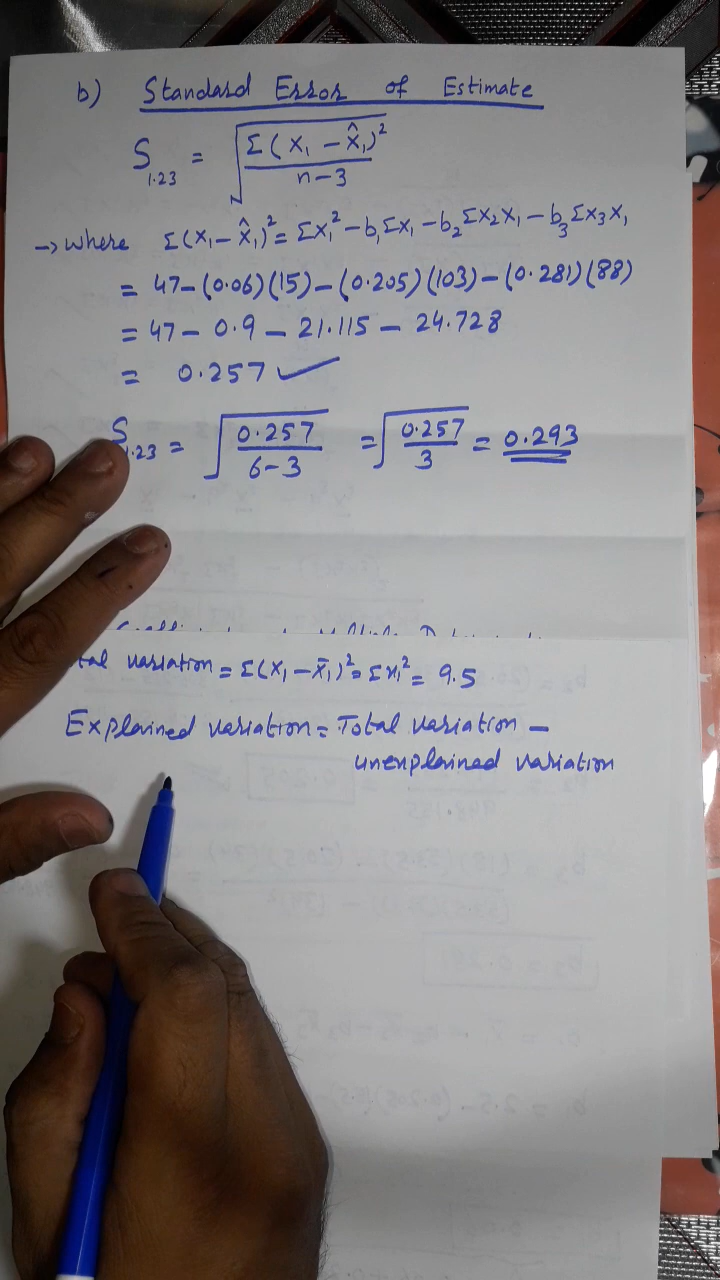 b) Standard Error of Estimate
S₁.₂₃ = √(Σ(X₁ − X̂₁)² / n−3)
→ where Σ(X₁ − X̂₁)² = ΣX₁² − b₁ΣX₁ − b₂ΣX₂X₁ − b₃ΣX₃X₁
= 47 − (0.06)(15) − (0.205)(103) − (0.281)(88)
= 47 − 0.9 − 21.115 − 24.728
= 0.257 ✓
S₁.₂₃ = √(0.257 / 6−3) = √(0.257 / 3) = 0.293
tal variation = Σ(X₁ − X̄₁)² = Σx₁² = 9.5
Explained variation = Total variation −
unexplained variation